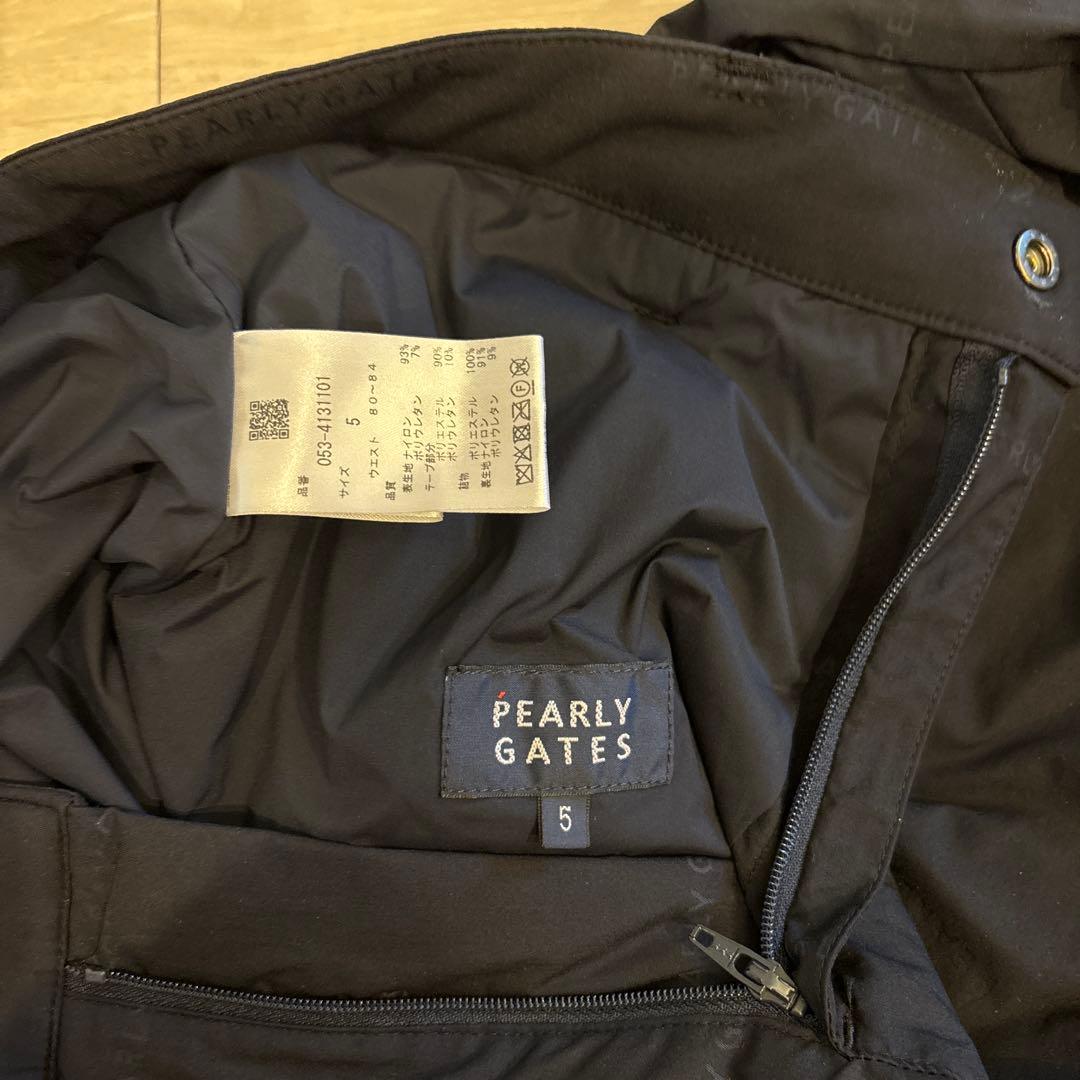 PEARLY GATES
PEARLY GATE
品番 053-4131101
サイズ 5
ウエスト 80~84
品質
表生地 ナイロン 93%
ポリウレタン 7%
テープ部分
ポリエステル 90%
ポリウレタン 10%
詰物 ポリエステル 100%
裏生地 ナイロン 91%
ポリウレタン 9%
F W
PEARLY
GATES
5